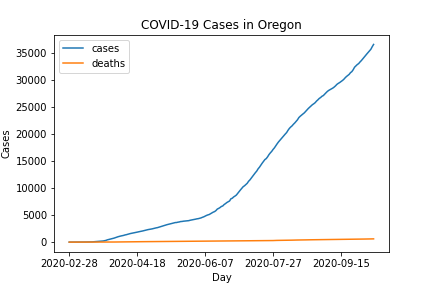 COVID-19 Cases in Oregon
cases
deaths
35000
30000
25000
20000
15000
10000
5000
0
Cases
2020-02-28 2020-04-18 2020-06-07 2020-07-27 2020-09-15
Day